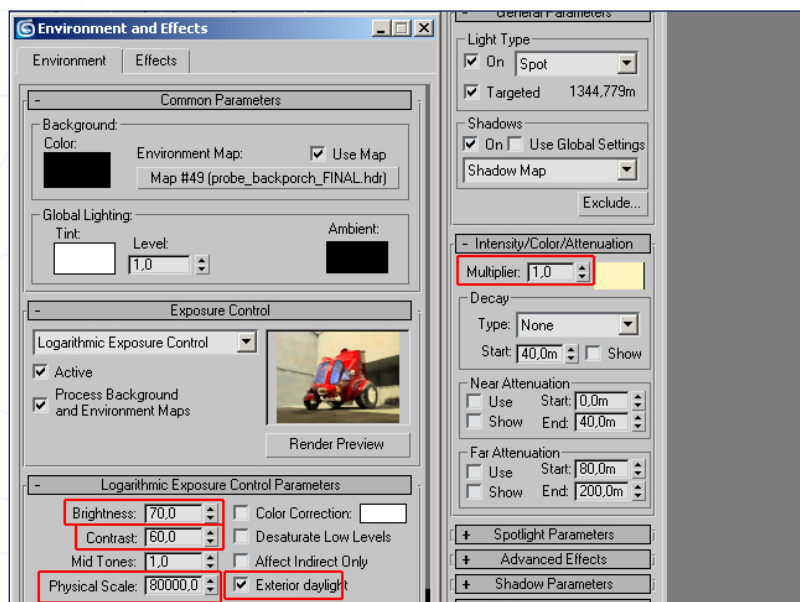 Environment and Effects
Environment
Effects
- Common Parameters
Background:
Color:
Environment Map:
Use Map
Map #49 (probe_backporch_FINAL.hdr)
Global Lighting:
Tint:
Level:
1,0
Ambient:
- Exposure Control
Logarithmic Exposure Control
Active
Process Background
and Environment Maps
Render Preview
- Logarithmic Exposure Control Parameters
Brightness: 70,0
Color Correction:
Contrast: 60,0
Desaturate Low Levels
Mid Tones: 1,0
Affect Indirect Only
Physical Scale: 80000,0
Exterior daylight
General Parameters
Light Type
On Spot
Targeted 1344,779m
Shadows
On Use Global Settings
Shadow Map
Exclude...
- Intensity/Color/Attenuation
Multiplier: 1,0
Decay
Type: None
Start: 40,0m Show
Near Attenuation
Use Start: 0,0m
Show End: 40,0m
Far Attenuation
Use Start: 80,0m
Show End: 200,0m
+ Spotlight Parameters
+ Advanced Effects
+ Shadow Parameters